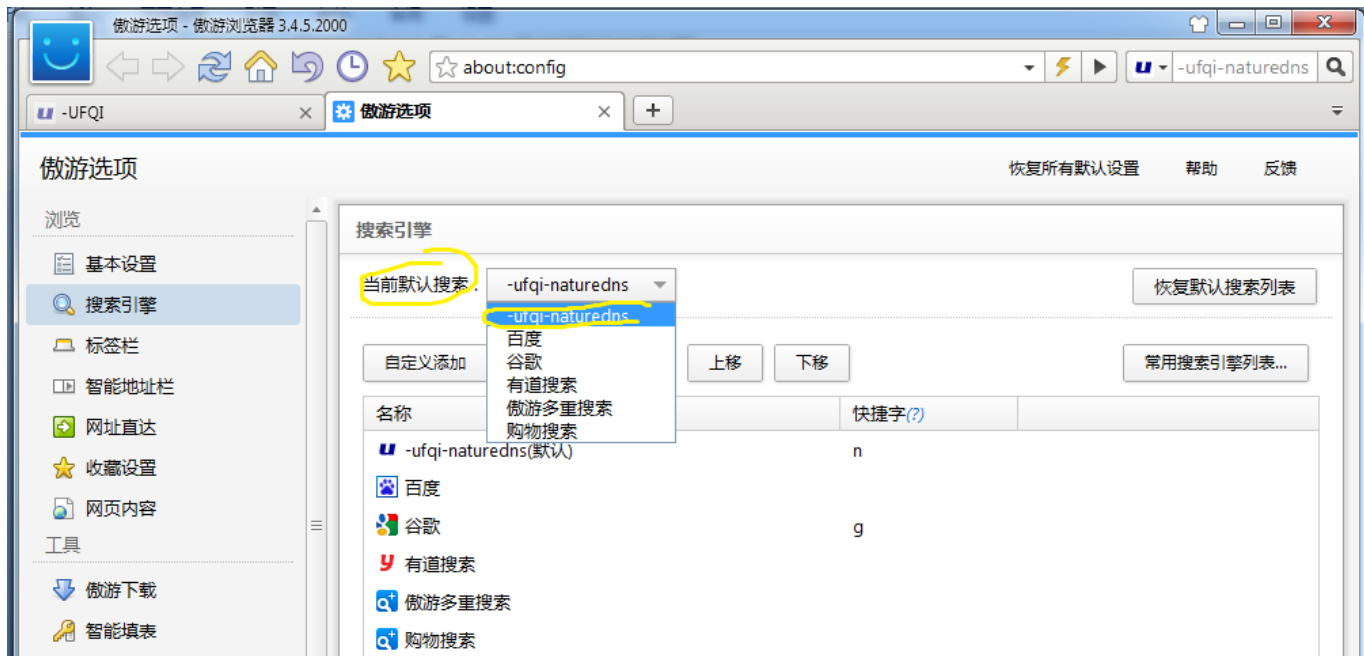 傲游选项 - 傲游浏览器 3.4.5.2000
about:config
-ufqi-naturedns
-UFQI
傲游选项
傲游选项
恢复所有默认设置 帮助 反馈
浏览
基本设置
搜索引擎
标签栏
智能地址栏
网址直达
收藏设置
网页内容
工具
傲游下载
智能填表
搜索引擎
当前默认搜索: -ufqi-naturedns
恢复默认搜索列表
-ufqi-naturedns
百度
谷歌
有道搜索
傲游多重搜索
购物搜索
自定义添加 上移 下移 常用搜索引擎列表...
名称 快捷字(?)
-ufqi-naturedns(默认) n
百度
谷歌 g
有道搜索
傲游多重搜索
购物搜索